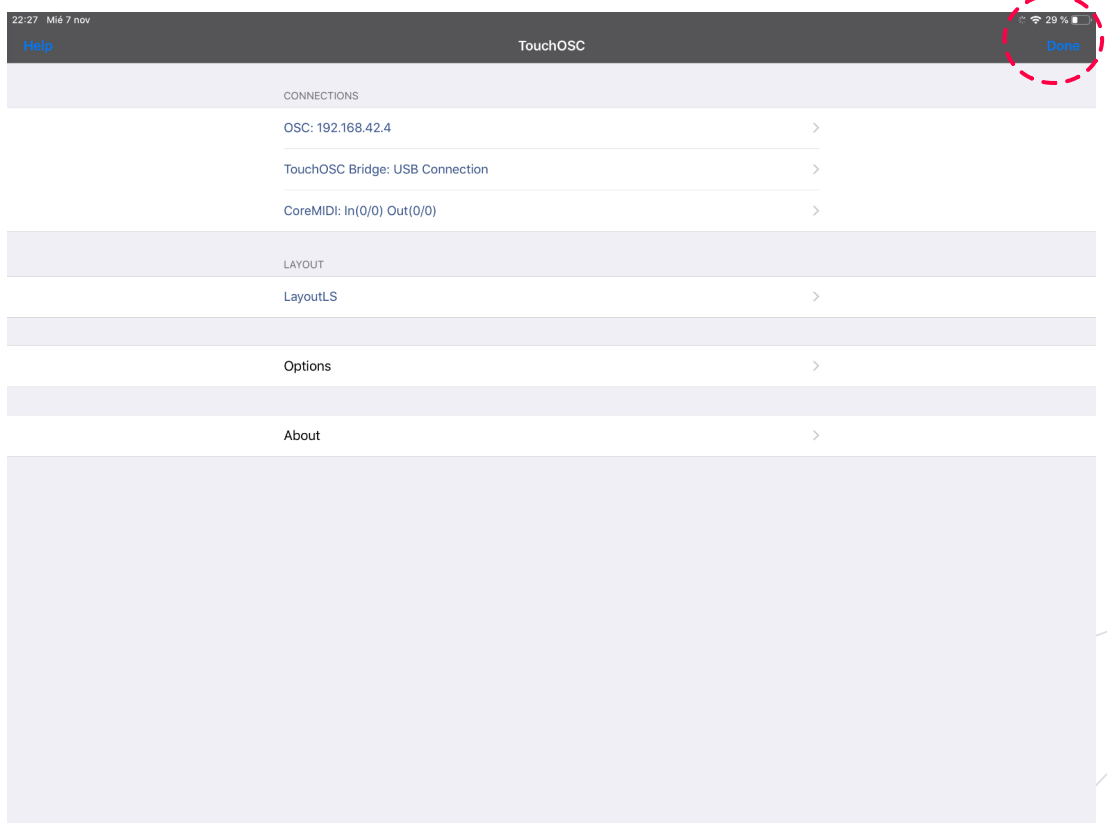 22:27 Mié 7 nov 29 %
Help TouchOSC Done
CONNECTIONS
OSC: 192.168.42.4
TouchOSC Bridge: USB Connection
CoreMIDI: In(0/0) Out(0/0)
LAYOUT
LayoutLS
Options
About